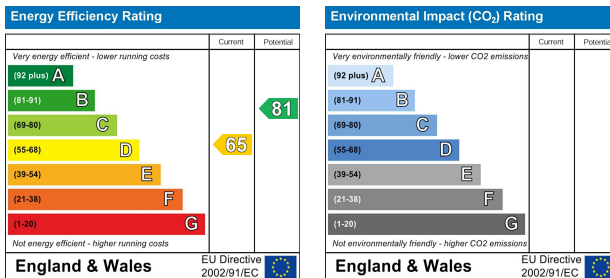 Energy Efficiency Rating
Current Potential
Very energy efficient - lower running costs
(92 plus) A
(81-91) B
(69-80) C
(55-68) D
(39-54) E
(21-38) F
(1-20) G
65
81
Not energy efficient - higher running costs
England & Wales
EU Directive
2002/91/EC
Environmental Impact (CO₂) Rating
Current Potential
Very environmentally friendly - lower CO2 emissions
(92 plus) A
(81-91) B
(69-80) C
(55-68) D
(39-54) E
(21-38) F
(1-20) G
Not environmentally friendly - higher CO2 emissions
England & Wales
EU Directive
2002/91/EC